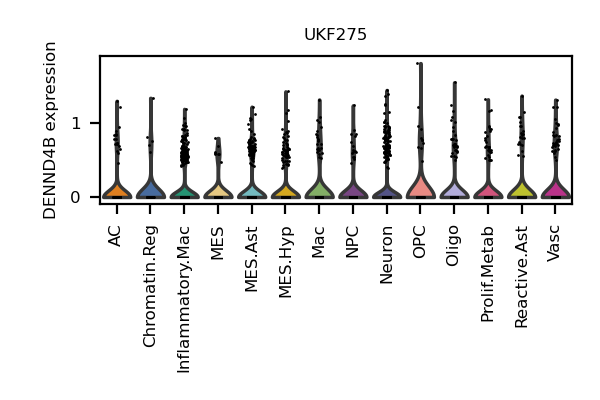 UKF275
DENND4B expression
1
0
AC
Chromatin.Reg
Inflammatory.Mac
MES
MES.Ast
MES.Hyp
Mac
NPC
Neuron
OPC
Oligo
Prolif.Metab
Reactive.Ast
Vasc